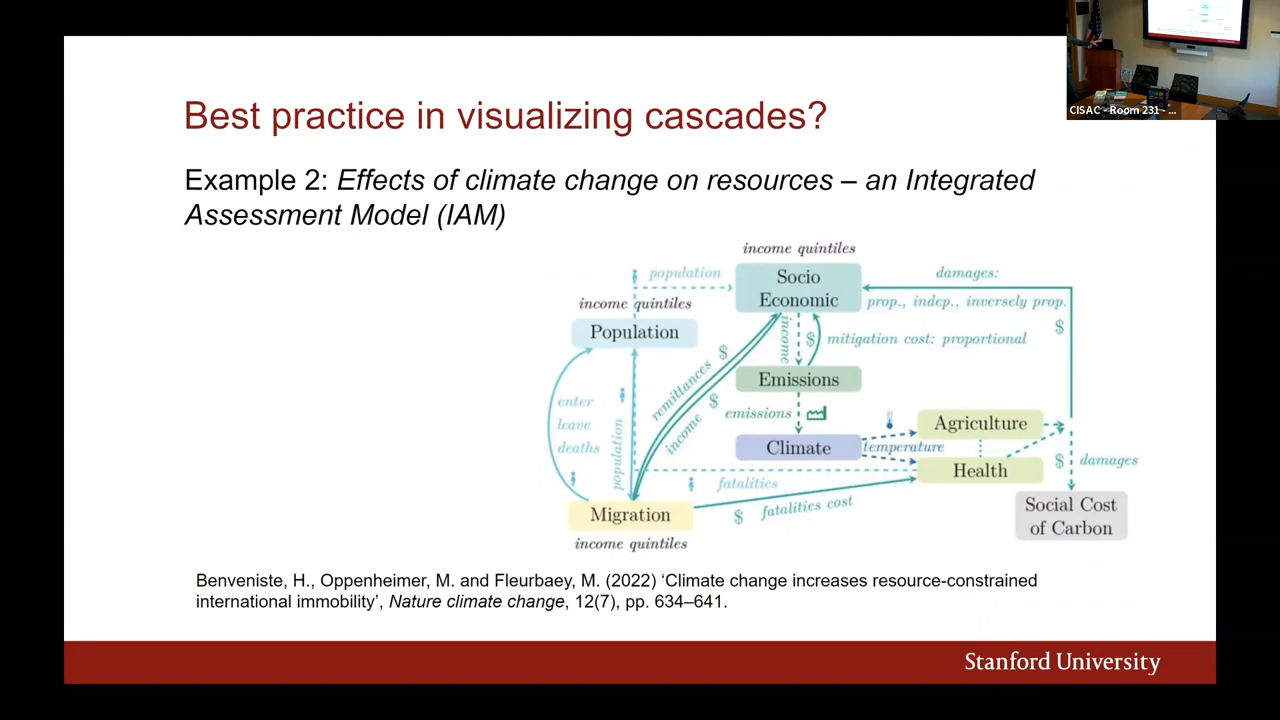 CISAC - Room 231 - ...
Best practice in visualizing cascades?
Example 2: Effects of climate change on resources – an Integrated
Assessment Model (IAM)
income quintiles
population
Socio
Economic
damages:
prop., indep., inversely prop.
$
income quintiles
Population
income
$
mitigation cost: proportional
remittances $
income $
Emissions
enter
leave
deaths
population
emissions
Climate
temperature
Agriculture
Health
$ damages
fatalities
$ fatalities cost
Migration
income quintiles
Social Cost
of Carbon
Benveniste, H., Oppenheimer, M. and Fleurbaey, M. (2022) ‘Climate change increases resource-constrained
international immobility’, Nature climate change, 12(7), pp. 634–641.
Stanford University